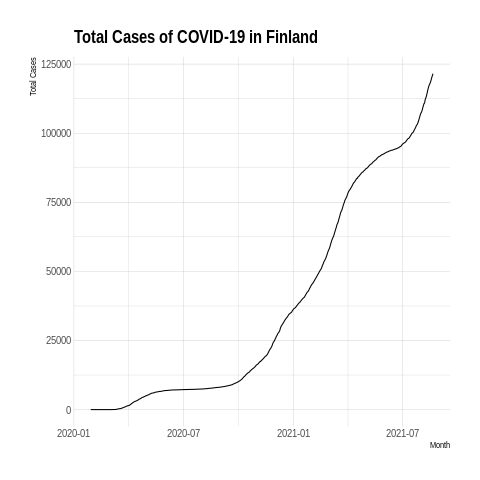 Total Cases of COVID-19 in Finland
Total Cases
125000
100000
75000
50000
25000
0
2020-01 2020-07 2021-01 2021-07
Month